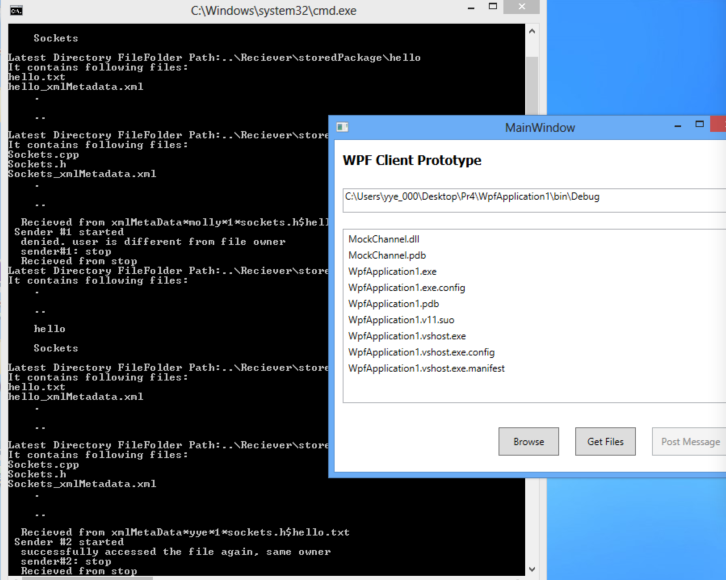 C:\Windows\system32\cmd.exe
Sockets
Latest Directory FileFolder Path:..\Reciever\storedPackage\hello
It contains following files:
hello.txt
hello_xmlMetadata.xml
.
..
Latest Directory FileFolder Path:..\Reciever\store
It contains following files:
Sockets.cpp
Sockets.h
Sockets_xmlMetadata.xml
.
..
Recieved from xmlMetaData*molly*1*sockets.h$hell
Sender #1 started
denied. user is different from file owner
sender#1: stop
Recieved from stop
Latest Directory FileFolder Path:..\Reciever\store
It contains following files:
.
..
hello
Sockets
Latest Directory FileFolder Path:..\Reciever\store
It contains following files:
hello.txt
hello_xmlMetadata.xml
.
..
Latest Directory FileFolder Path:..\Reciever\store
It contains following files:
Sockets.cpp
Sockets.h
Sockets_xmlMetadata.xml
.
..
Recieved from xmlMetaData*yye*1*sockets.h$hello.txt
Sender #2 started
successfully accessed the file again, same owner
sender#2: stop
Recieved from stop
MainWindow
WPF Client Prototype
C:\Users\yye_000\Desktop\Pr4\WpfApplication1\bin\Debug
MockChannel.dll
MockChannel.pdb
WpfApplication1.exe
WpfApplication1.exe.config
WpfApplication1.pdb
WpfApplication1.v11.suo
WpfApplication1.vshost.exe
WpfApplication1.vshost.exe.config
WpfApplication1.vshost.exe.manifest
Browse Get Files Post Message